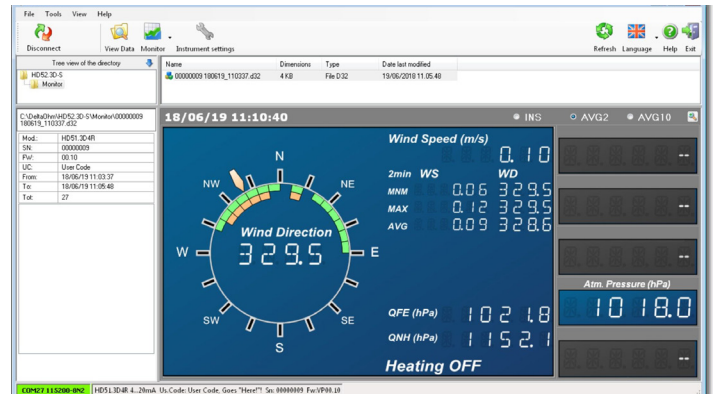 File Tools View Help
Disconnect View Data Monitor Instrument settings Refresh Language Help Exit
Tree view of the directory
HD52.3D-S
Monitor
Name Dimensions Type Date last modified
00000009 180619_110337.d32 4 KB File D32 19/06/2018 11.05.48
C:\DeltaOhm\HD52.3D-S\Monitor\00000009
180619_110337.d32
Mod.: HD51.3D4R
SN: 00000009
FW: 00.10
UC: User Code
From: 18/06/19 11:03:37
To: 18/06/19 11:05:48
Tot: 27
18/06/19 11:10:40 INS AVG2 AVG10
Wind Speed (m/s)
0.10
2min WS WD
MNM 0.06 329.5
MAX 0.12 329.5
AVG 0.09 328.6
N
NW NE
Wind Direction
329.5
W E
SW SE
S
QFE (hPa) 1021.8
QNH (hPa) 1152.1
Heating OFF
--
--
--
Atm. Pressure (hPa)
1018.0
--
COM27 115200-8N2 HD51.3D4R 4...20mA Us.Code: User Code, Goes "Here!"! Sn: 00000009 Fw:VP00.10